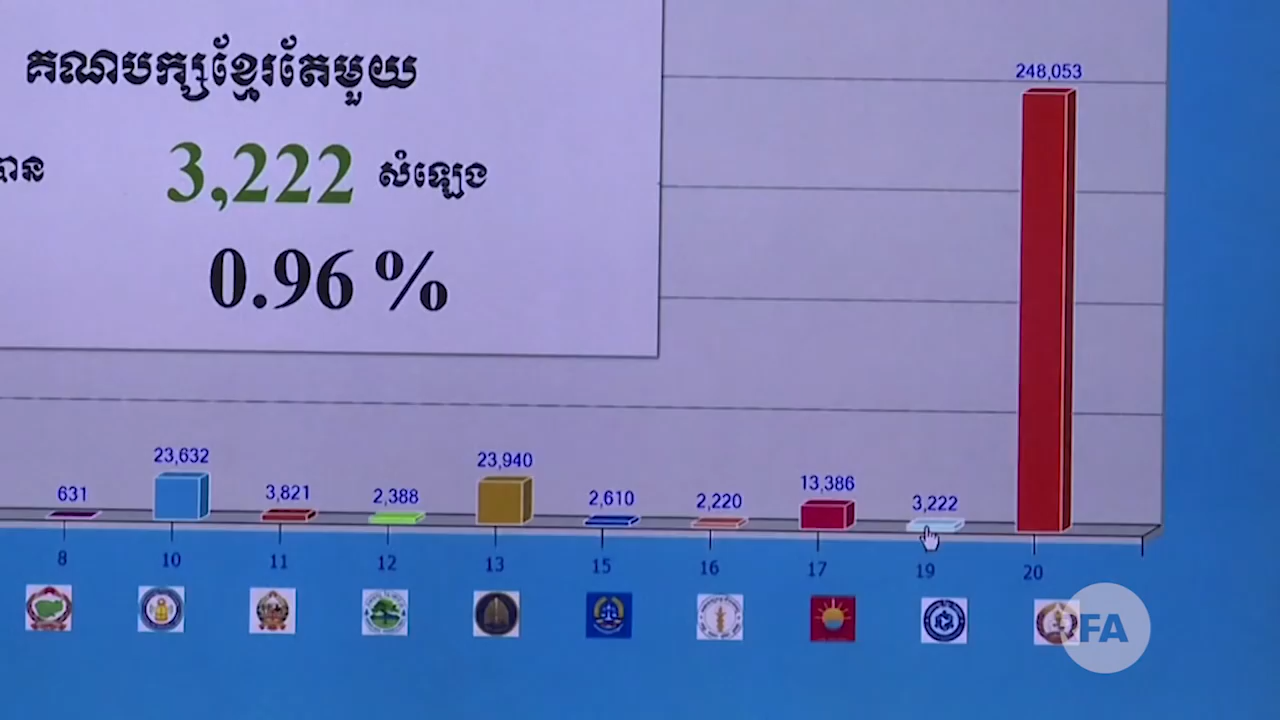 គណបក្សខ្មែរតែមួយ
បាន 3,222 សំឡេង
0.96 %
248,053
631 23,632 3,821 2,388 23,940 2,610 2,220 13,386 3,222
8 10 11 12 13 15 16 17 19 20
FA